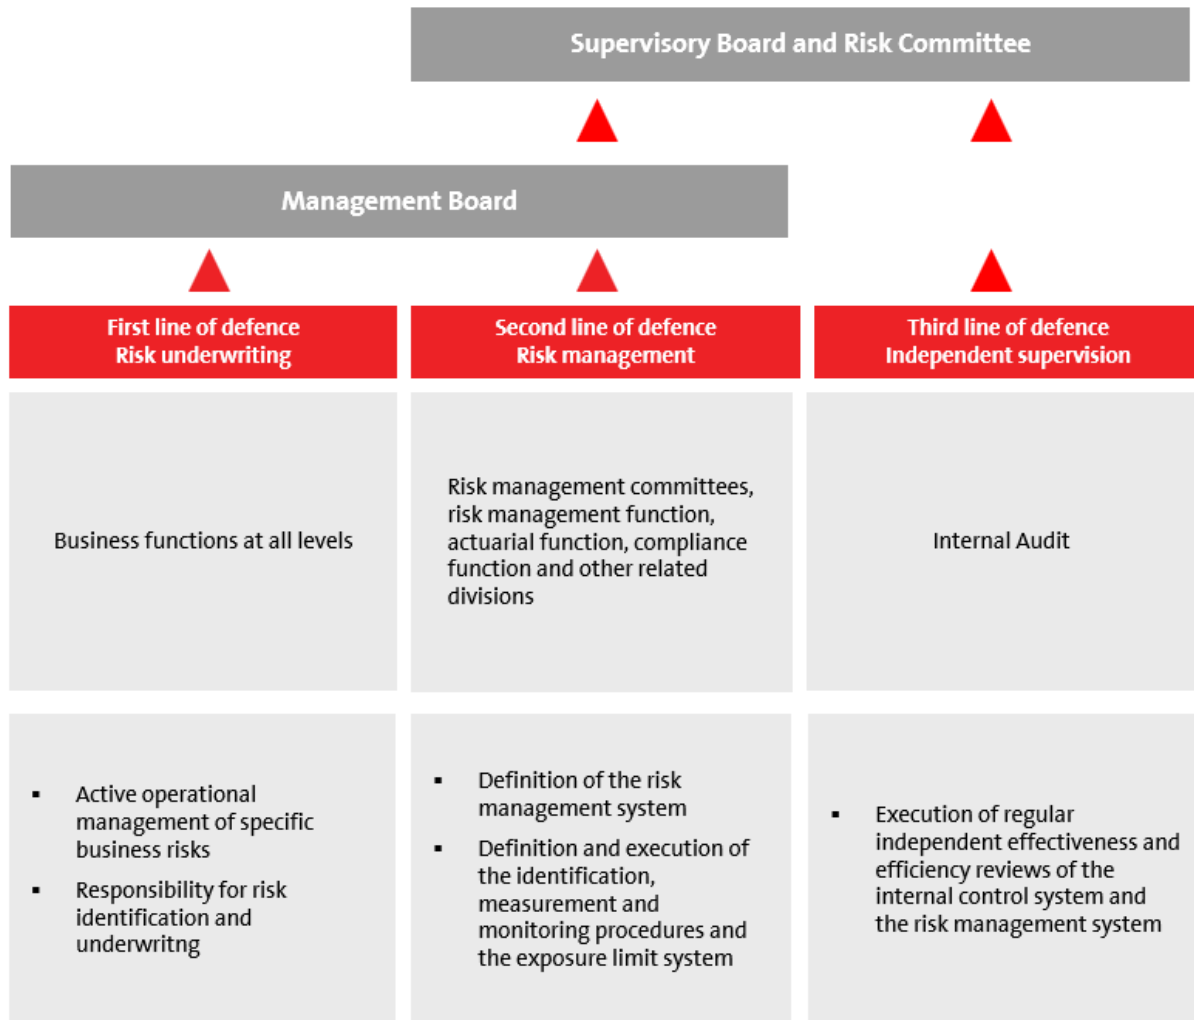 Supervisory Board and Risk Committee
Management Board
First line of defence
Risk underwriting
Second line of defence
Risk management
Third line of defence
Independent supervision
Business functions at all levels
Risk management committees,
risk management function,
actuarial function, compliance
function and other related
divisions
Internal Audit
▪ Active operational
management of specific
business risks
▪ Responsibility for risk
identification and
underwritng
▪ Definition of the risk
management system
▪ Definition and execution of
the identification,
measurement and
monitoring procedures and
the exposure limit system
▪ Execution of regular
independent effectiveness and
efficiency reviews of the
internal control system and
the risk management system